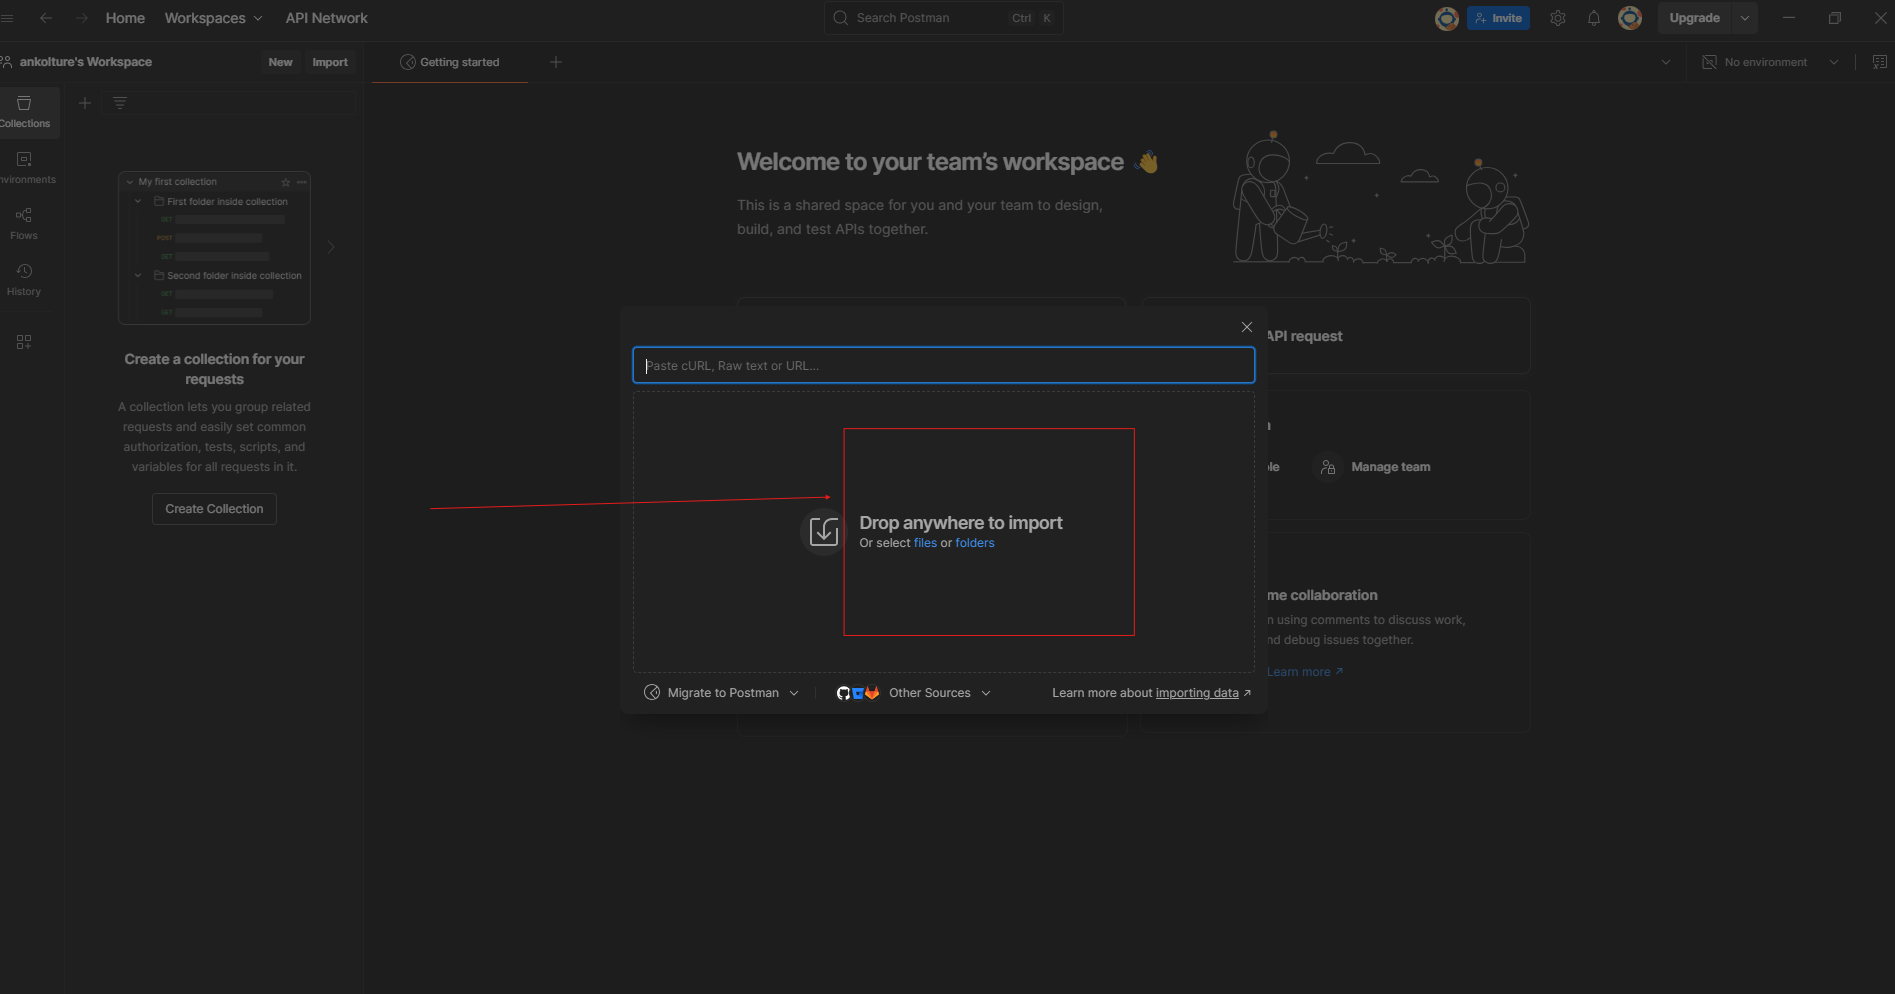 Home
Workspaces
API Network
Search Postman
Ctrl K
Invite
Upgrade
ankolture's Workspace
New
Import
Getting started
No environment
Collections
nvironments
Flows
History
My first collection
First folder inside collection
GET
POST
GET
Second folder inside collection
GET
GET
Create a collection for your
requests
A collection lets you group related
requests and easily set common
authorization, tests, scripts, and
variables for all requests in it.
Create Collection
Welcome to your team’s workspace
This is a shared space for you and your team to design,
build, and test APIs together.
API request
Manage team
me collaboration
n using comments to discuss work,
nd debug issues together.
Learn more
Paste cURL, Raw text or URL...
Drop anywhere to import
Or select files or folders
Migrate to Postman
Other Sources
Learn more about importing data